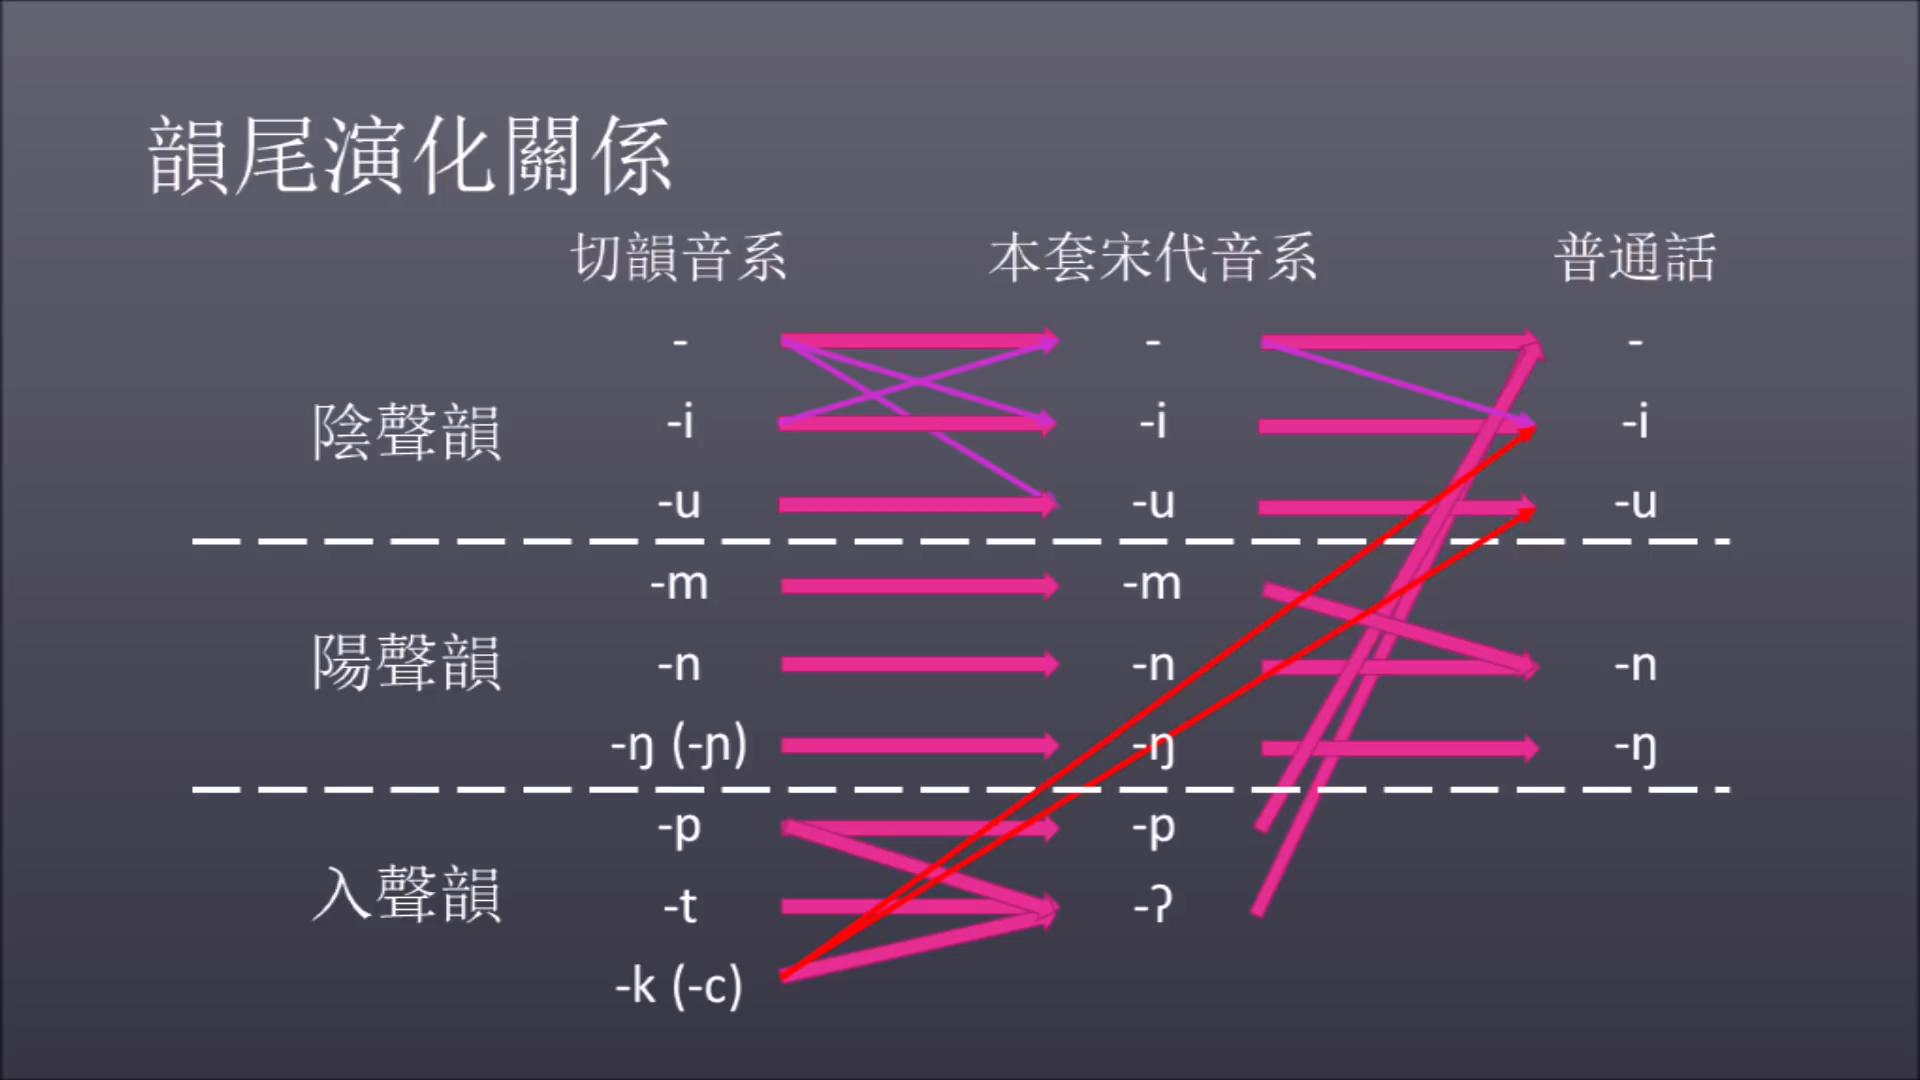 韻尾演化關係
切韻音系 本套宋代音系 普通話
- - -
陰聲韻 -i -i -i
-u -u -u
-m -m
陽聲韻 -n -n -n
-ŋ (-ɲ) -ŋ -ŋ
-p -p
入聲韻 -t -ʔ
-k (-c)